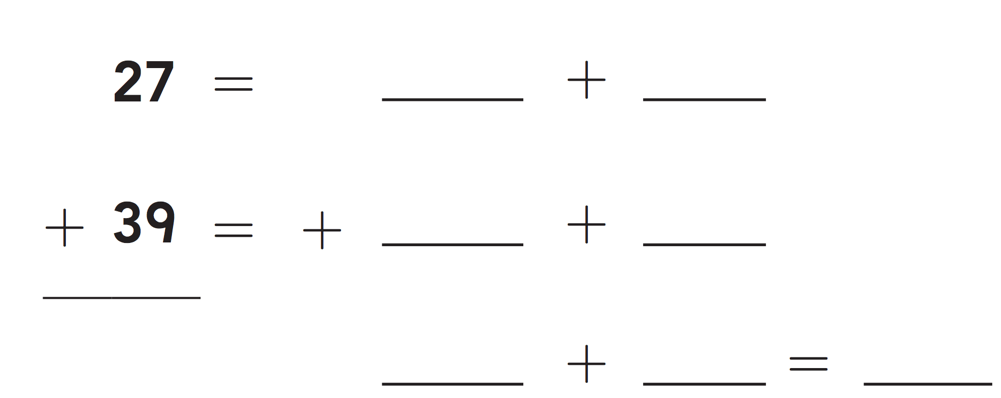 27 = ____ + ____
+ 39 = + ____ + ____
____ + ____ = ____